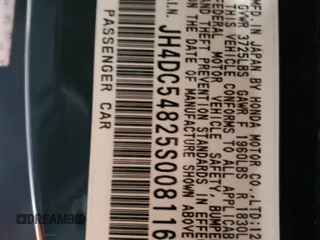 MFD. IN JAPAN BY HONDA MOTOR CO.,LTD.12
GVWR 3725LBS GAWR F 1960LBS R 1830L
THIS VEHICLE CONFORMS TO ALL APPLICAB
FEDERAL MOTOR VEHICLE SAFETY, BUMPE
AND THEFT PREVENTION STANDARDS IN EFFE
ON THE DATE OF MANUFACTURE SHOWN ABOVE
.I.N. JH4DC54825S008116
PASSENGER CAR
DREAMBID